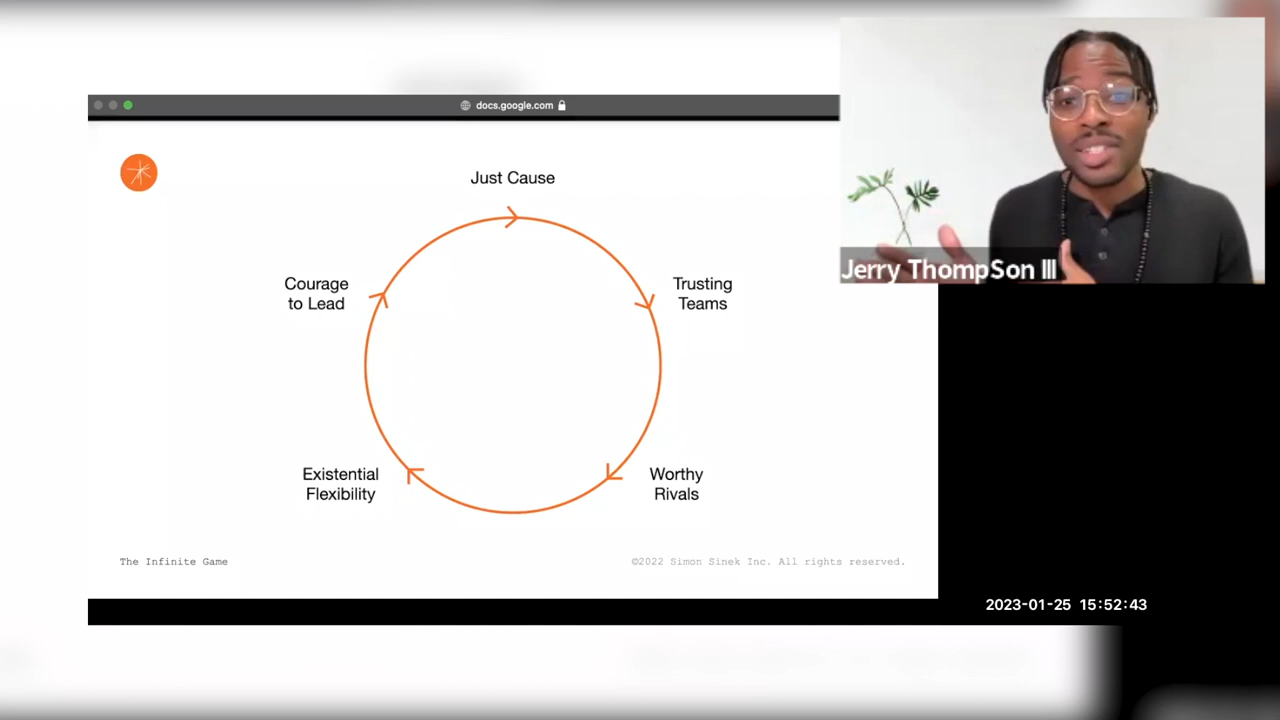 docs.google.com
Just Cause
Courage
to Lead
Trusting
Teams
Existential
Flexibility
Worthy
Rivals
The Infinite Game
©2022 Simon Sinek Inc. All rights reserved.
Jerry ThompSon III
2023-01-25 15:52:43